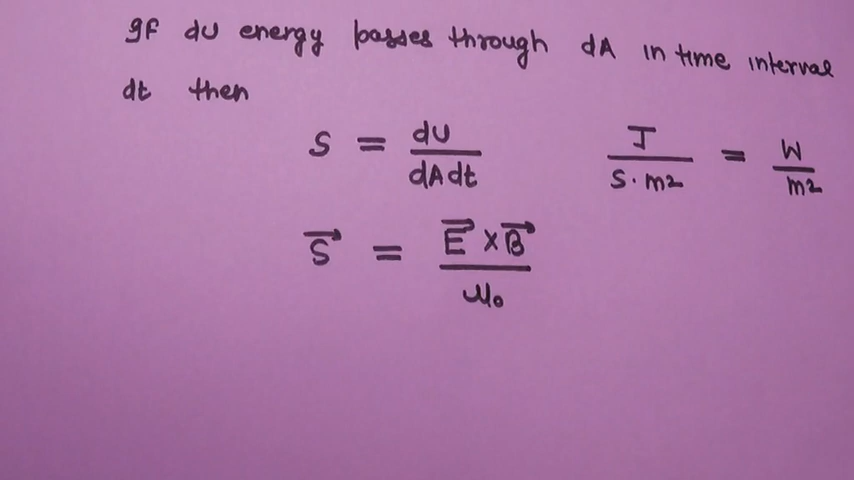 If dU energy passes through dA in time interval
dt then
S = dU / dAdt    J / s·m2 = W / m2
S⃗ = E⃗ × B⃗ / μ0